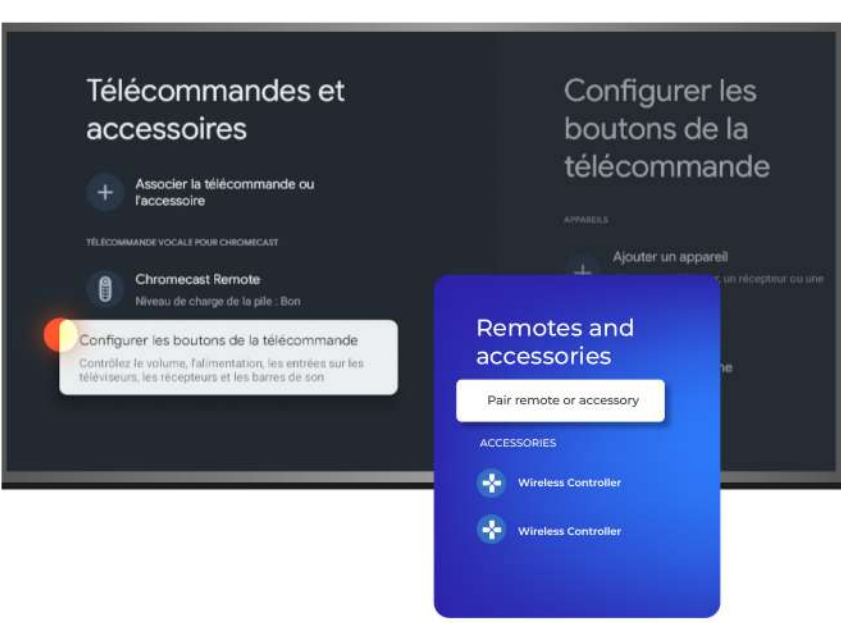 Télécommandes et
accessoires
Associer la télécommande ou
l'accessoire
TÉLÉCOMMANDE VOCALE POUR CHROMECAST
Chromecast Remote
Niveau de charge de la pile : Bon
Configurer les boutons de la télécommande
Contrôlez le volume, l'alimentation, les entrées sur les
téléviseurs, les récepteurs et les barres de son
Configurer les
boutons de la
télécommande
APPAREILS
Ajouter un appareil
un récepteur ou une
Remotes and
accessories
Pair remote or accessory
ACCESSORIES
Wireless Controller
Wireless Controller